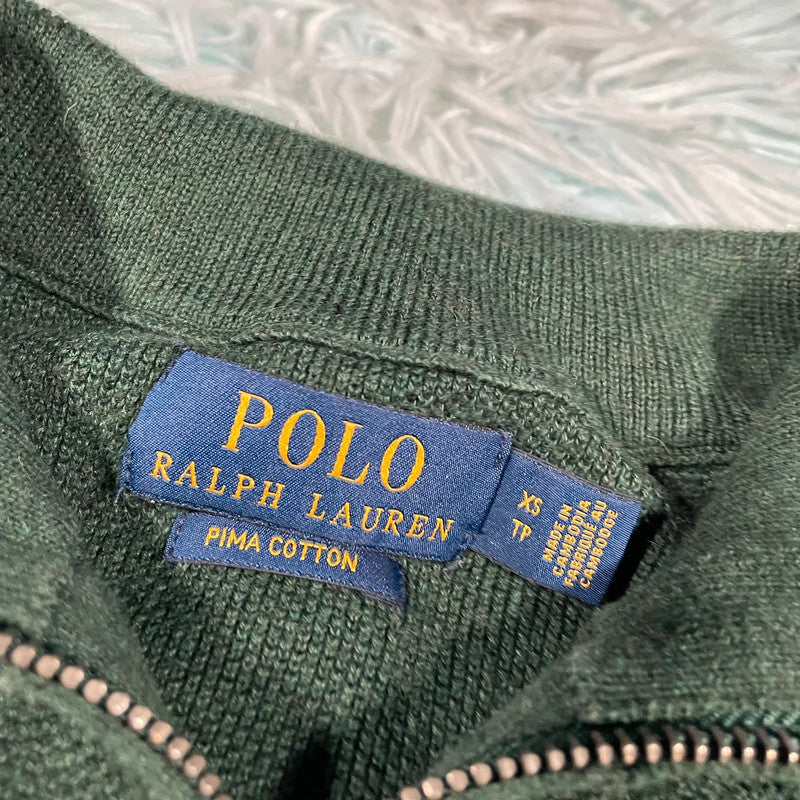 POLO
RALPH LAUREN
PIMA COTTON
XS
TP
MADE IN
CAMBODIA
FABRIQUÉ AU
CAMBODGE